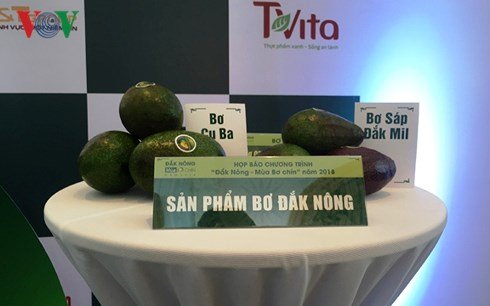 VOV
TVita
Thực phẩm xanh - Sống an lành
Bơ
Cu Ba
Bơ Sáp
Đắk Mil
ĐẮK NÔNG
HỌP BÁO CHƯƠNG TRÌNH
"Đắk Nông - Mùa Bơ chín" năm 2018
SẢN PHẨM BƠ ĐẮK NÔNG